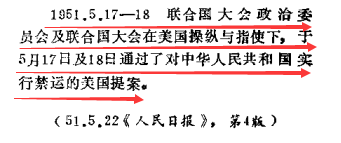 1951.5.17—18 联合国大会政治委
员会及联合国大会在美国操纵与指使下，于
5月17日及18日通过了对中华人民共和国实
行禁运的美国提案。
(51.5.22《人民日报》，第4版)